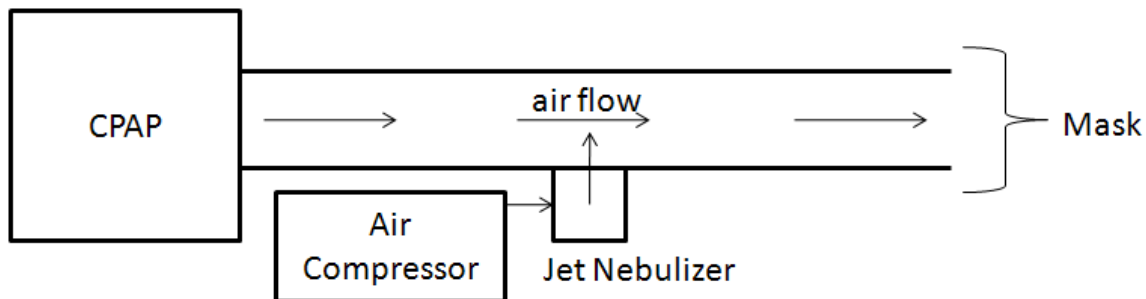 air flow
CPAP
Mask
Air
Compressor
Jet Nebulizer